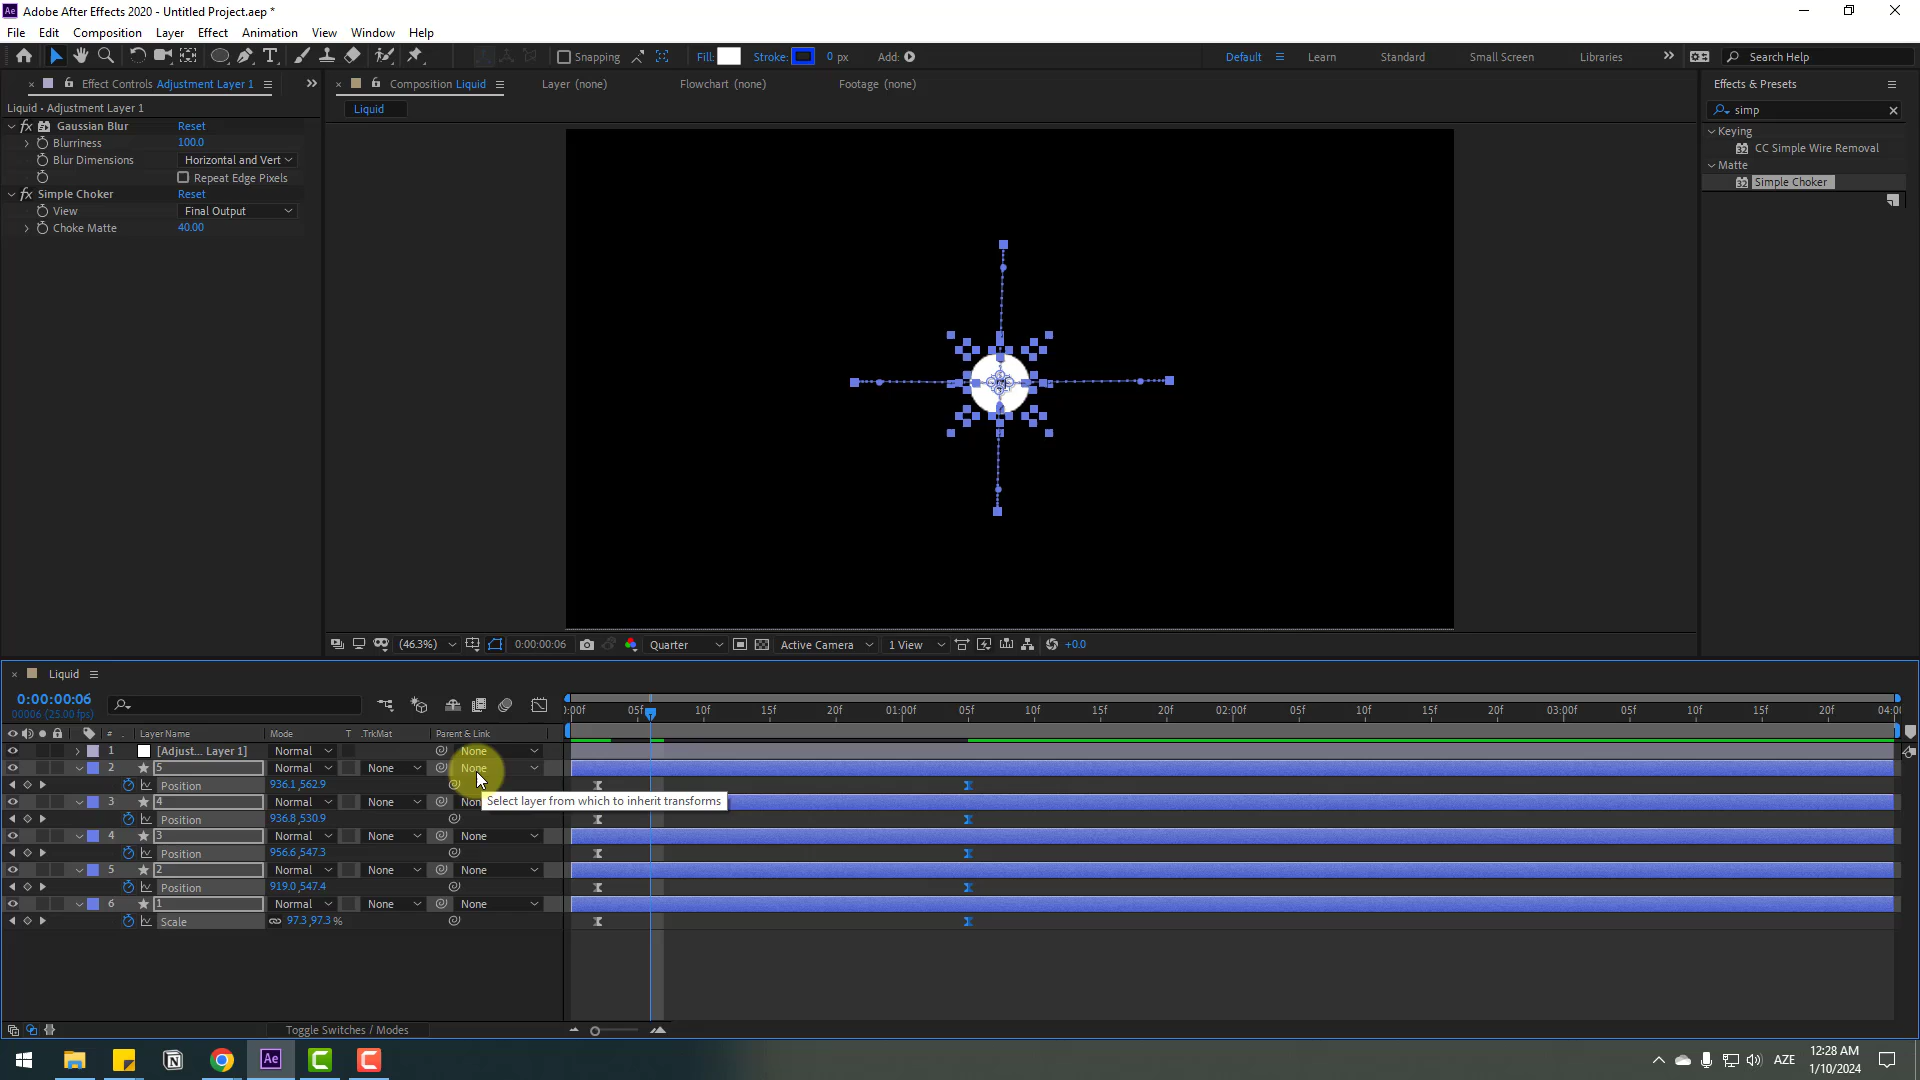 Adobe After Effects 2020 - Untitled Project.aep *
File Edit Composition Layer Effect Animation View Window Help
Snapping Fill: Stroke: 0 px Add: Default Learn Standard Small Screen Libraries Search Help
Effect Controls Adjustment Layer 1 Composition Liquid Layer (none) Flowchart (none) Footage (none) Effects & Presets
Liquid • Adjustment Layer 1 Liquid simp
Gaussian Blur Reset
Blurriness 100.0
Blur Dimensions Horizontal and Vert
Repeat Edge Pixels
Simple Choker Reset
View Final Output
Choke Matte 40.00
Keying
CC Simple Wire Removal
Matte
Simple Choker
(46.3%) 0:00:00:06 Quarter Active Camera 1 View +0.0
Liquid
0:00:00:06
00006 (25.00 fps)
):00f 05f 10f 15f 20f 01:00f 05f 10f 15f 20f 02:00f 05f 10f 15f 20f 03:00f 05f 10f 15f 20f 04:00
# Layer Name Mode T .TrkMat Parent & Link
1 [Adjust... Layer 1] Normal None
2 5 Normal None None
Position 936.1,562.9
Select layer from which to inherit transforms
3 4 Normal None Non
Position 936.8,530.9
4 3 Normal None None
Position 956.6,547.3
5 2 Normal None None
Position 919.0,547.4
6 1 Normal None None
Scale 97.3,97.3 %
Toggle Switches / Modes
Ae AZE 12:28 AM
1/10/2024